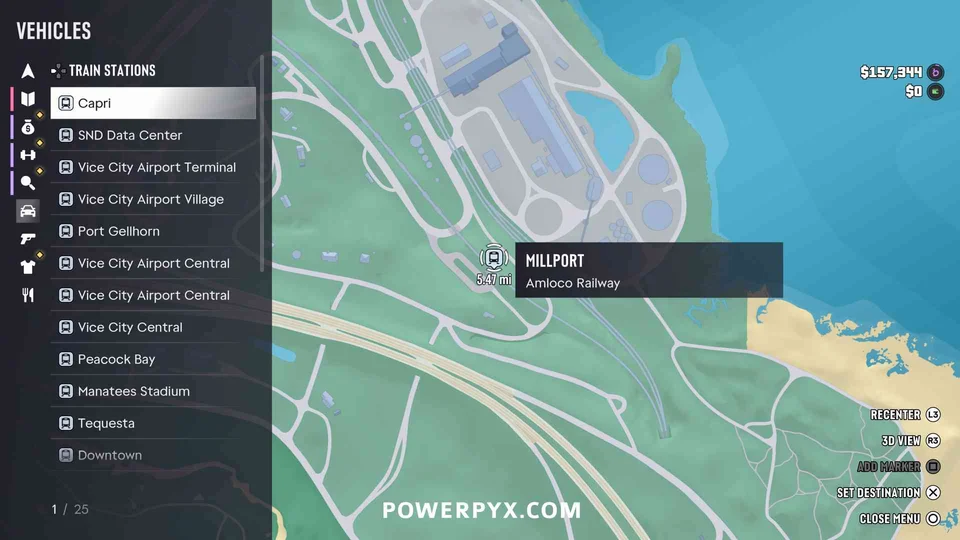 VEHICLES
TRAIN STATIONS
Capri
SND Data Center
Vice City Airport Terminal
Vice City Airport Village
Port Gellhorn
Vice City Airport Central
Vice City Airport Central
Vice City Central
Peacock Bay
Manatees Stadium
Tequesta
Downtown
1 / 25
$157,344
$0
5.47 mi
MILLPORT
Amloco Railway
RECENTER L3
3D VIEW R3
ADD MARKER
SET DESTINATION
CLOSE MENU
POWERPYX.COM